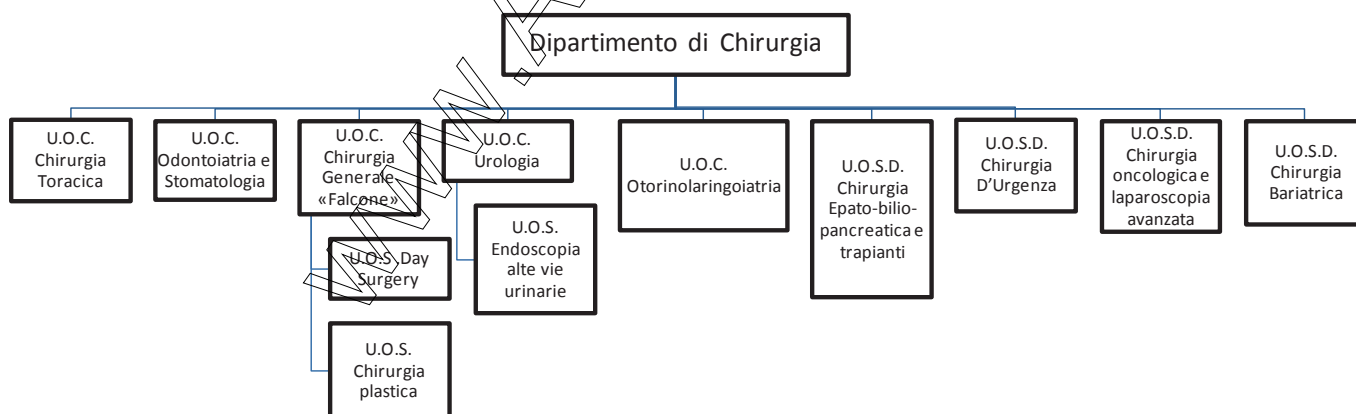 Dipartimento di Chirurgia
U.O.C.
Chirurgia
Toracica
U.O.C.
Odontoiatria e
Stomatologia
U.O.C.
Chirurgia
Generale
«Falcone»
U.O.C.
Urologia
U.O.C.
Otorinolaringoiatria
U.O.S.D.
Chirurgia
Epato-bilio-
pancreatica e
trapianti
U.O.S.D.
Chirurgia
D’Urgenza
U.O.S.D.
Chirurgia
oncologica e
laparoscopia
avanzata
U.O.S.D.
Chirurgia
Bariatrica
U.O.S Day
Surgery
U.O.S.
Chirurgia
plastica
U.O.S.
Endoscopia
alte vie
urinarie
WWWW.